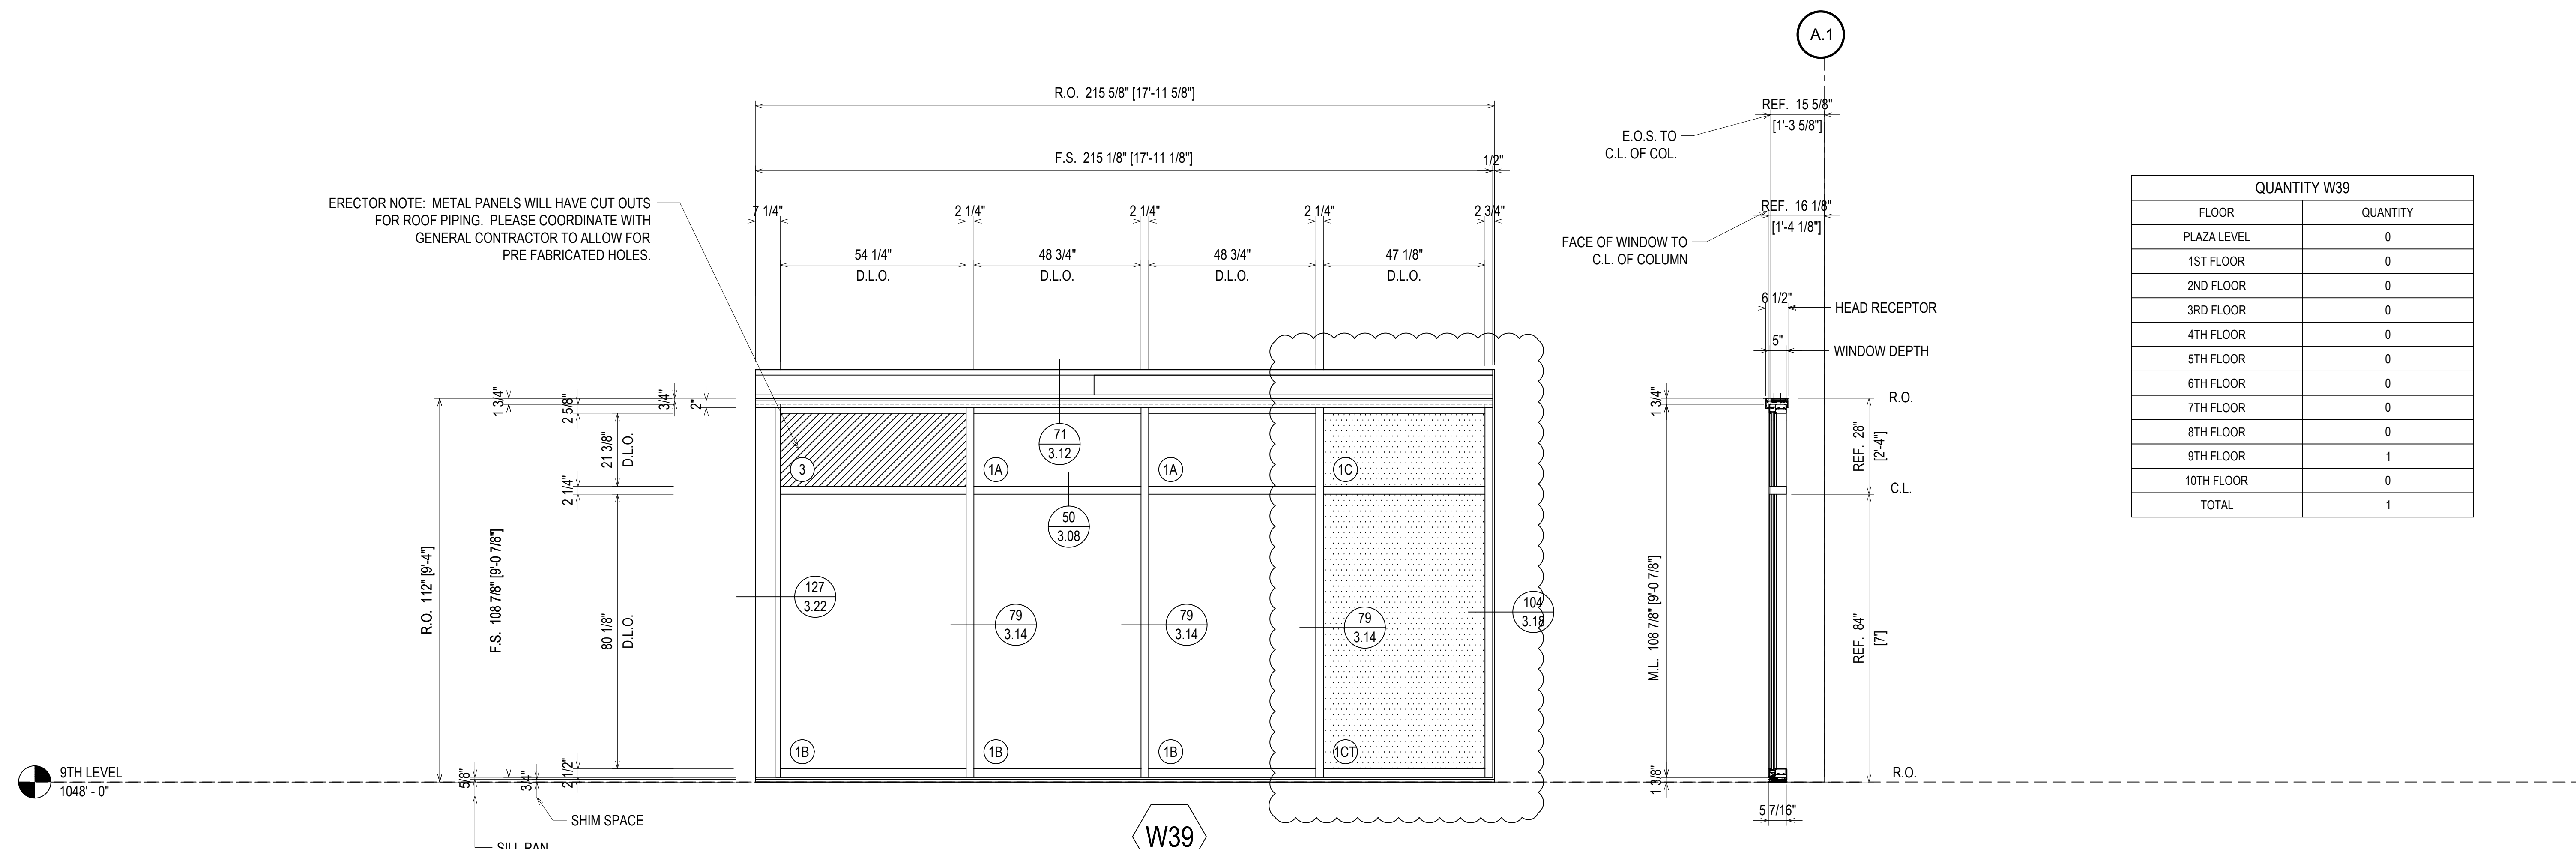 A.1
R.O. 215 5/8" [17'-11 5/8"]
F.S. 215 1/8" [17'-11 1/8"]
1/2"
7 1/4"
2 1/4"
2 1/4"
2 1/4"
2 3/4"
54 1/4"
D.L.O.
48 3/4"
D.L.O.
48 3/4"
D.L.O.
47 1/8"
D.L.O.
ERECTOR NOTE: METAL PANELS WILL HAVE CUT OUTS
FOR ROOF PIPING. PLEASE COORDINATE WITH
GENERAL CONTRACTOR TO ALLOW FOR
PRE FABRICATED HOLES.
R.O. 112" [9'-4"]
F.S. 108 7/8" [9'-0 7/8"]
1 3/4"
2 5/8"
3/4"
2"
21 3/8"
D.L.O.
2 1/4"
80 1/8"
D.L.O.
2 1/2"
3/4"
5/8"
SHIM SPACE
SILL PAN
9TH LEVEL
1048' - 0"
3
1A
1A
1C
71
3.12
50
3.08
127
3.22
79
3.14
79
3.14
79
3.14
104
3.18
1B
1B
1B
1CT
W39
REF. 15 5/8"
[1'-3 5/8"]
E.O.S. TO
C.L. OF COL.
REF. 16 1/8"
[1'-4 1/8"]
FACE OF WINDOW TO
C.L. OF COLUMN
6 1/2"
HEAD RECEPTOR
5"
WINDOW DEPTH
1 3/4"
R.O.
REF. 28"
[2'-4"]
C.L.
M.L. 108 7/8" [9'-0 7/8"]
REF. 84"
[7']
R.O.
1 3/8"
5 7/16"
QUANTITY W39
FLOOR QUANTITY
PLAZA LEVEL 0
1ST FLOOR 0
2ND FLOOR 0
3RD FLOOR 0
4TH FLOOR 0
5TH FLOOR 0
6TH FLOOR 0
7TH FLOOR 0
8TH FLOOR 0
9TH FLOOR 1
10TH FLOOR 0
TOTAL 1